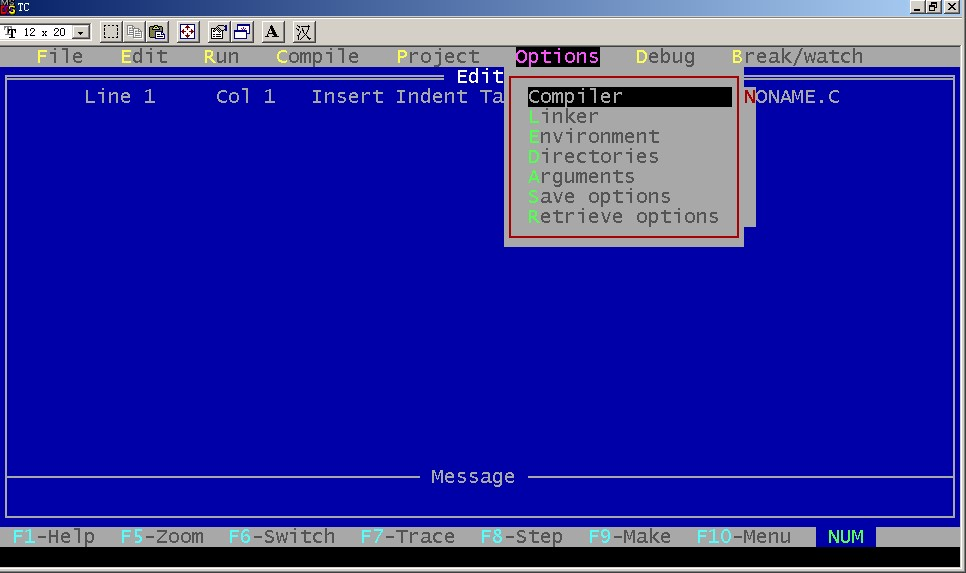 TC
12 x 20
A 汉
File Edit Run Compile Project Options Debug Break/watch
Edit
Line 1 Col 1 Insert Indent Ta NONAME.C
Compiler
Linker
Environment
Directories
Arguments
Save options
Retrieve options
Message
F1-Help F5-Zoom F6-Switch F7-Trace F8-Step F9-Make F10-Menu NUM